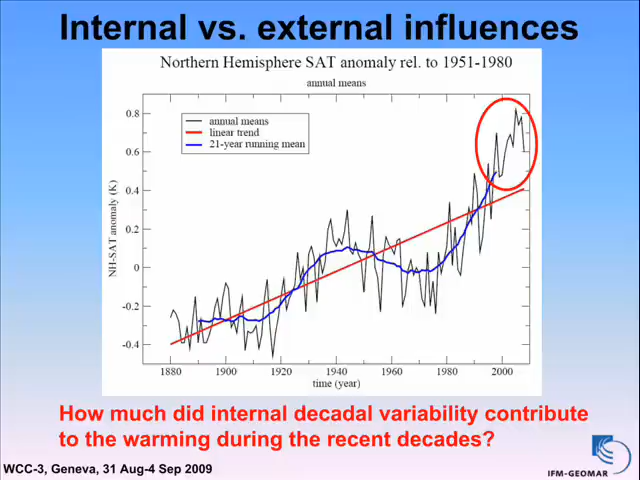 Internal vs. external influences
Northern Hemisphere SAT anomaly rel. to 1951-1980
annual means
annual means
linear trend
21-year running mean
0.8
0.6
0.4
0.2
0
-0.2
-0.4
NH-SAT anomaly (K)
1880 1900 1920 1940 1960 1980 2000
time (year)
How much did internal decadal variability contribute
to the warming during the recent decades?
WCC-3, Geneva, 31 Aug-4 Sep 2009
IFM-GEOMAR